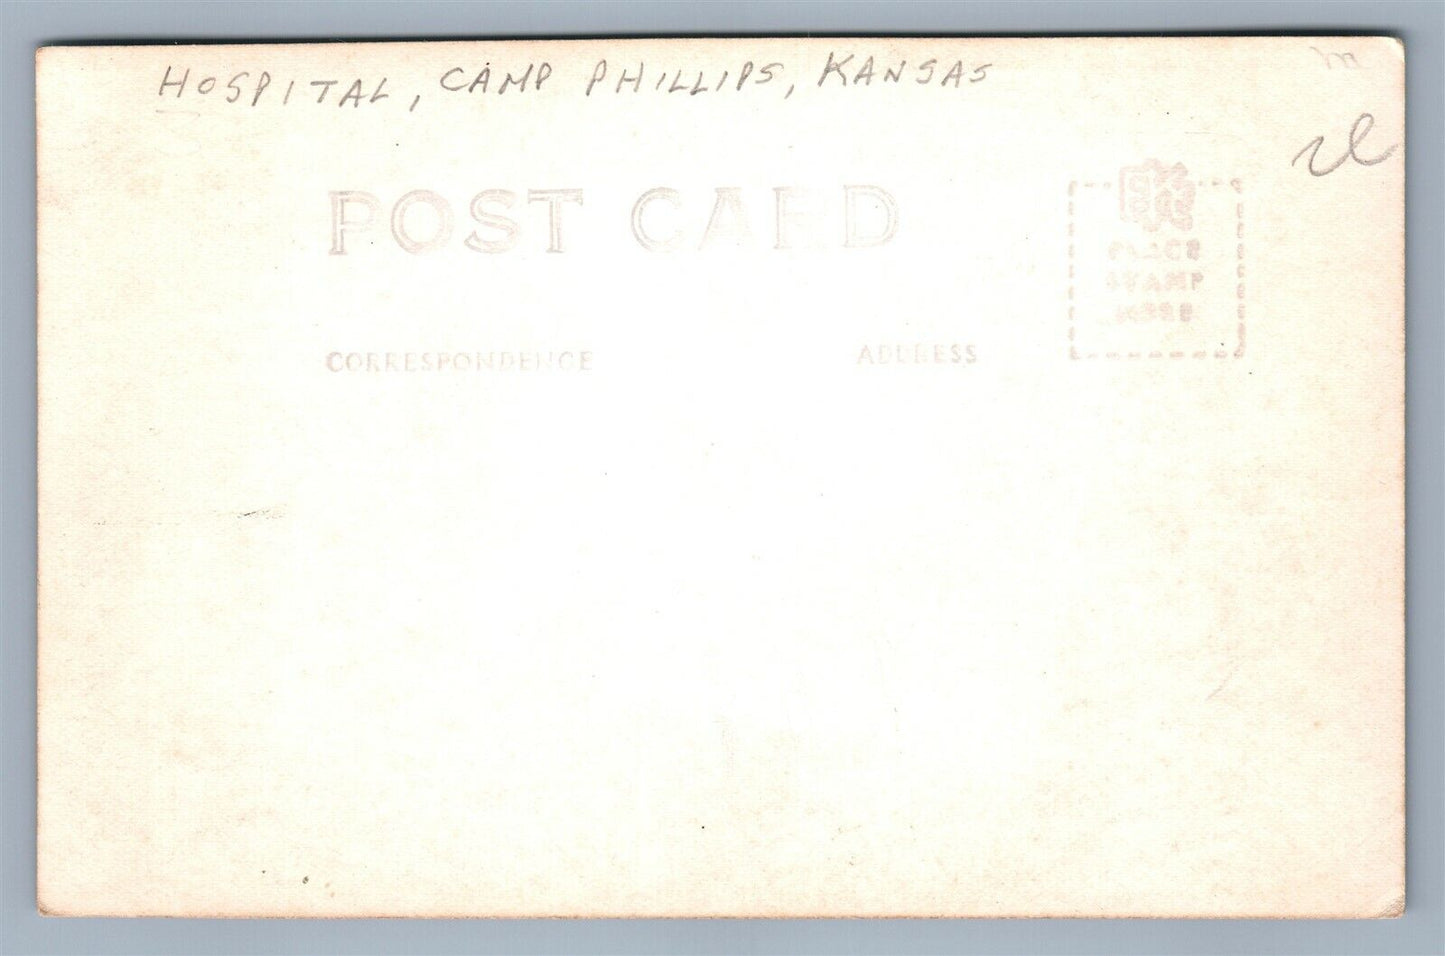 HOSPITAL, CAMP PHILLIPS, KANSAS
POST CARD
PLACE
STAMP
HERE
CORRESPONDENCE
ADDRESS